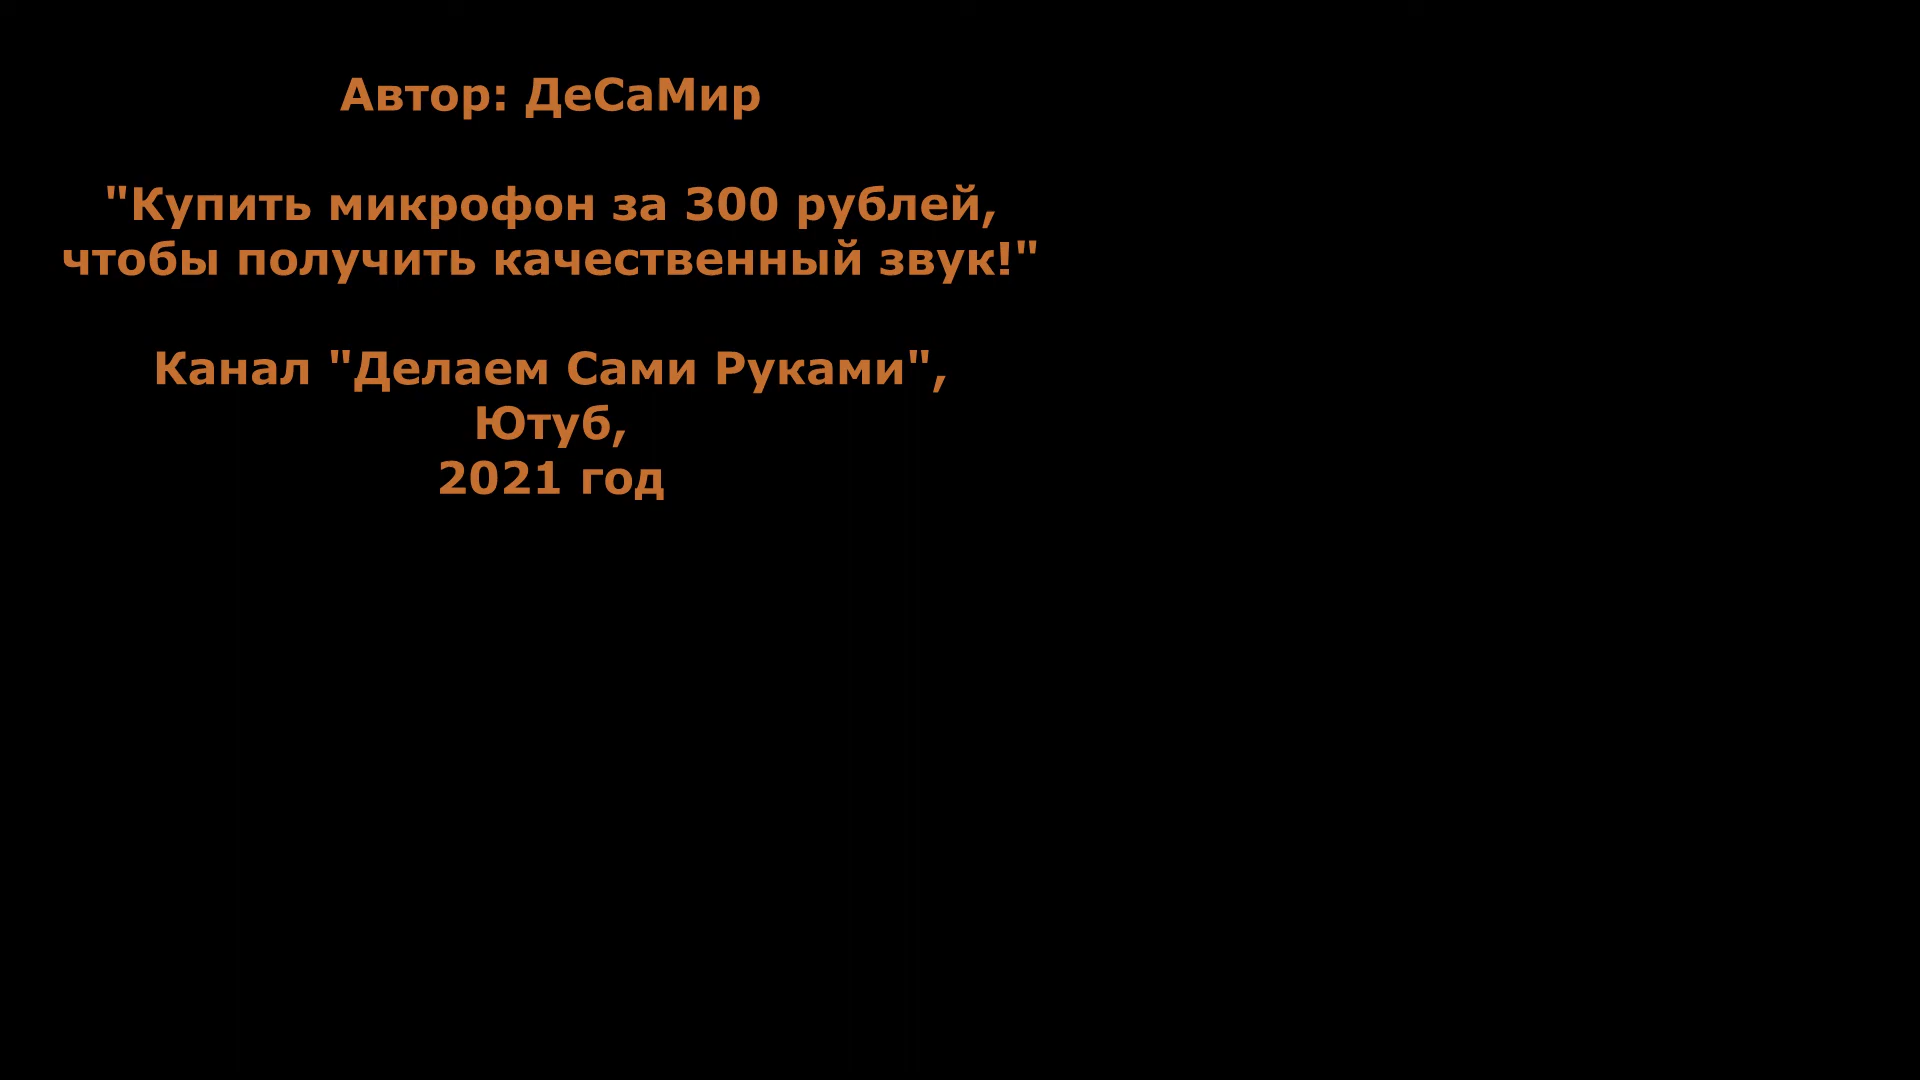 Автор: ДеСаМир
"Купить микрофон за 300 рублей,
чтобы получить качественный звук!"
Канал "Делаем Сами Руками",
Ютуб,
2021 год